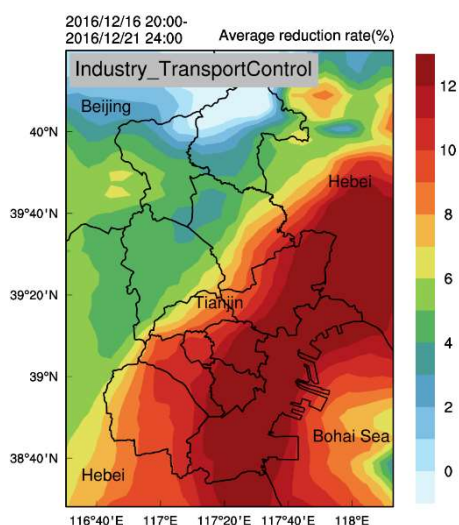 2016/12/16 20:00-
2016/12/21 24:00
Average reduction rate(%)
Industry_TransportControl
Beijing
Hebei
Tianjin
Bohai Sea
Hebei
40°N
39°40'N
39°20'N
39°N
38°40'N
116°40'E
117°E
117°20'E
117°40'E
118°E
12
10
8
6
4
2
0